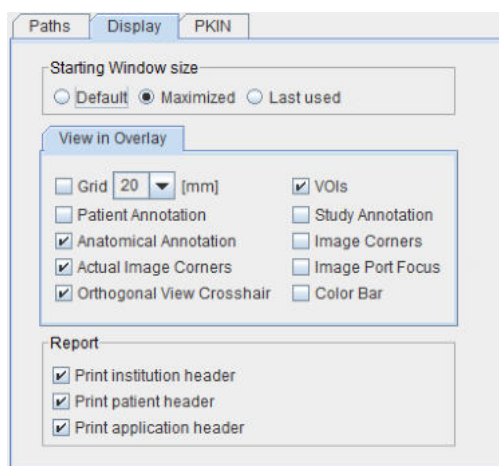 Paths Display PKIN
Starting Window size
Default Maximized Last used
View in Overlay
Grid 20 [mm] VOIs
Patient Annotation Study Annotation
Anatomical Annotation Image Corners
Actual Image Corners Image Port Focus
Orthogonal View Crosshair Color Bar
Report
Print institution header
Print patient header
Print application header